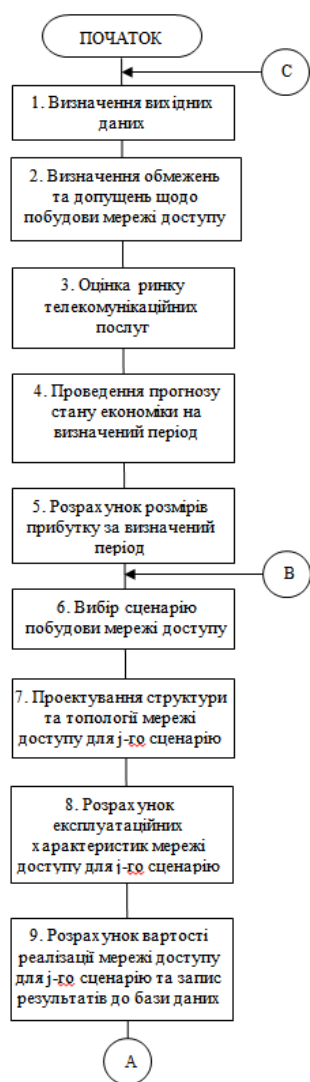 ПОЧАТОК
С
1. Визначення вихідних
даних
2. Визначення обмежень
та допущень щодо
побудови мережі доступу
3. Оцінка ринку
телекомунікаційних
послуг
4. Проведення прогнозу
стану економіки на
визначений період
5. Розрахунок розмірів
прибутку за визначений
період
В
6. Вибір сценарію
побудови мережі доступу
7. Проектування структури
та топології мережі
доступу для j-го сценарію
8. Розрахунок
експлуатаційних
характеристик мережі
доступу для j-го сценарію
9. Розрахунок вартості
реалізації мережі доступу
для j-го сценарію та запис
результатів до бази даних
А